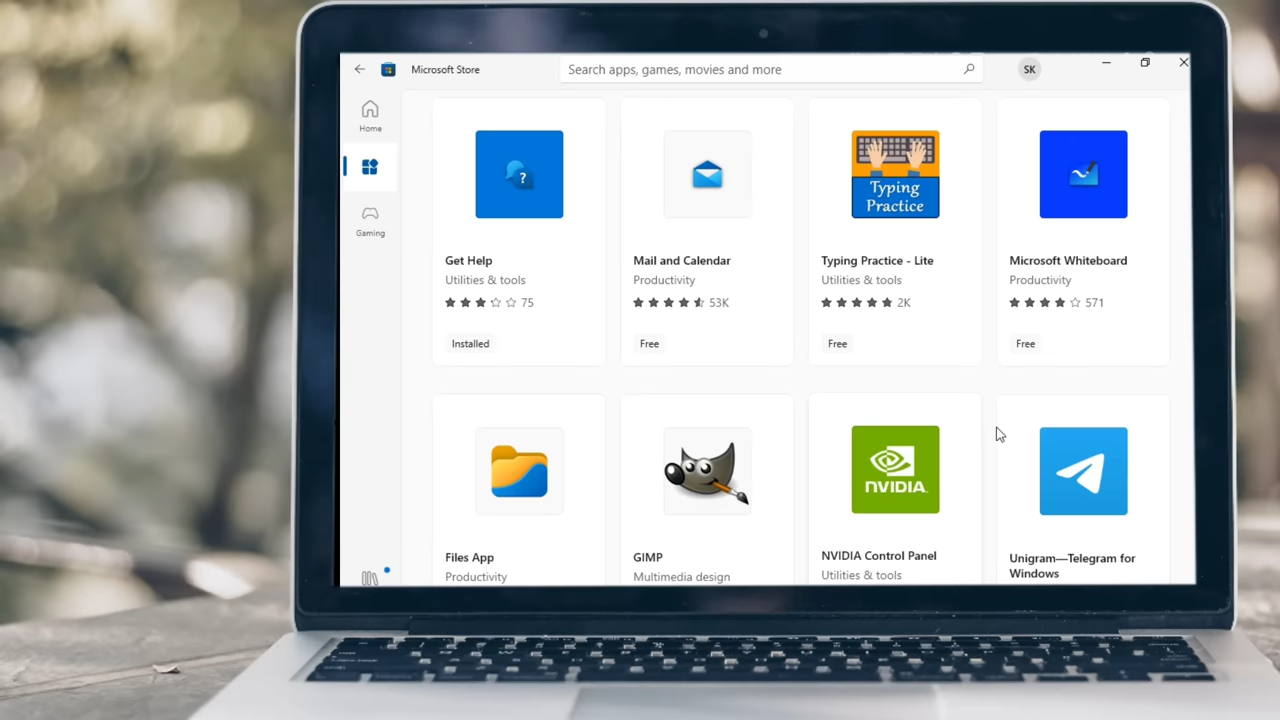 Microsoft Store
Search apps, games, movies and more
SK
Home
Gaming
?
Typing
Practice
Get Help
Utilities & tools
75
Installed
Mail and Calendar
Productivity
53K
Free
Typing Practice - Lite
Utilities & tools
2K
Free
Microsoft Whiteboard
Productivity
571
Free
NVIDIA
Files App
Productivity
GIMP
Multimedia design
NVIDIA Control Panel
Utilities & tools
Unigram—Telegram for
Windows